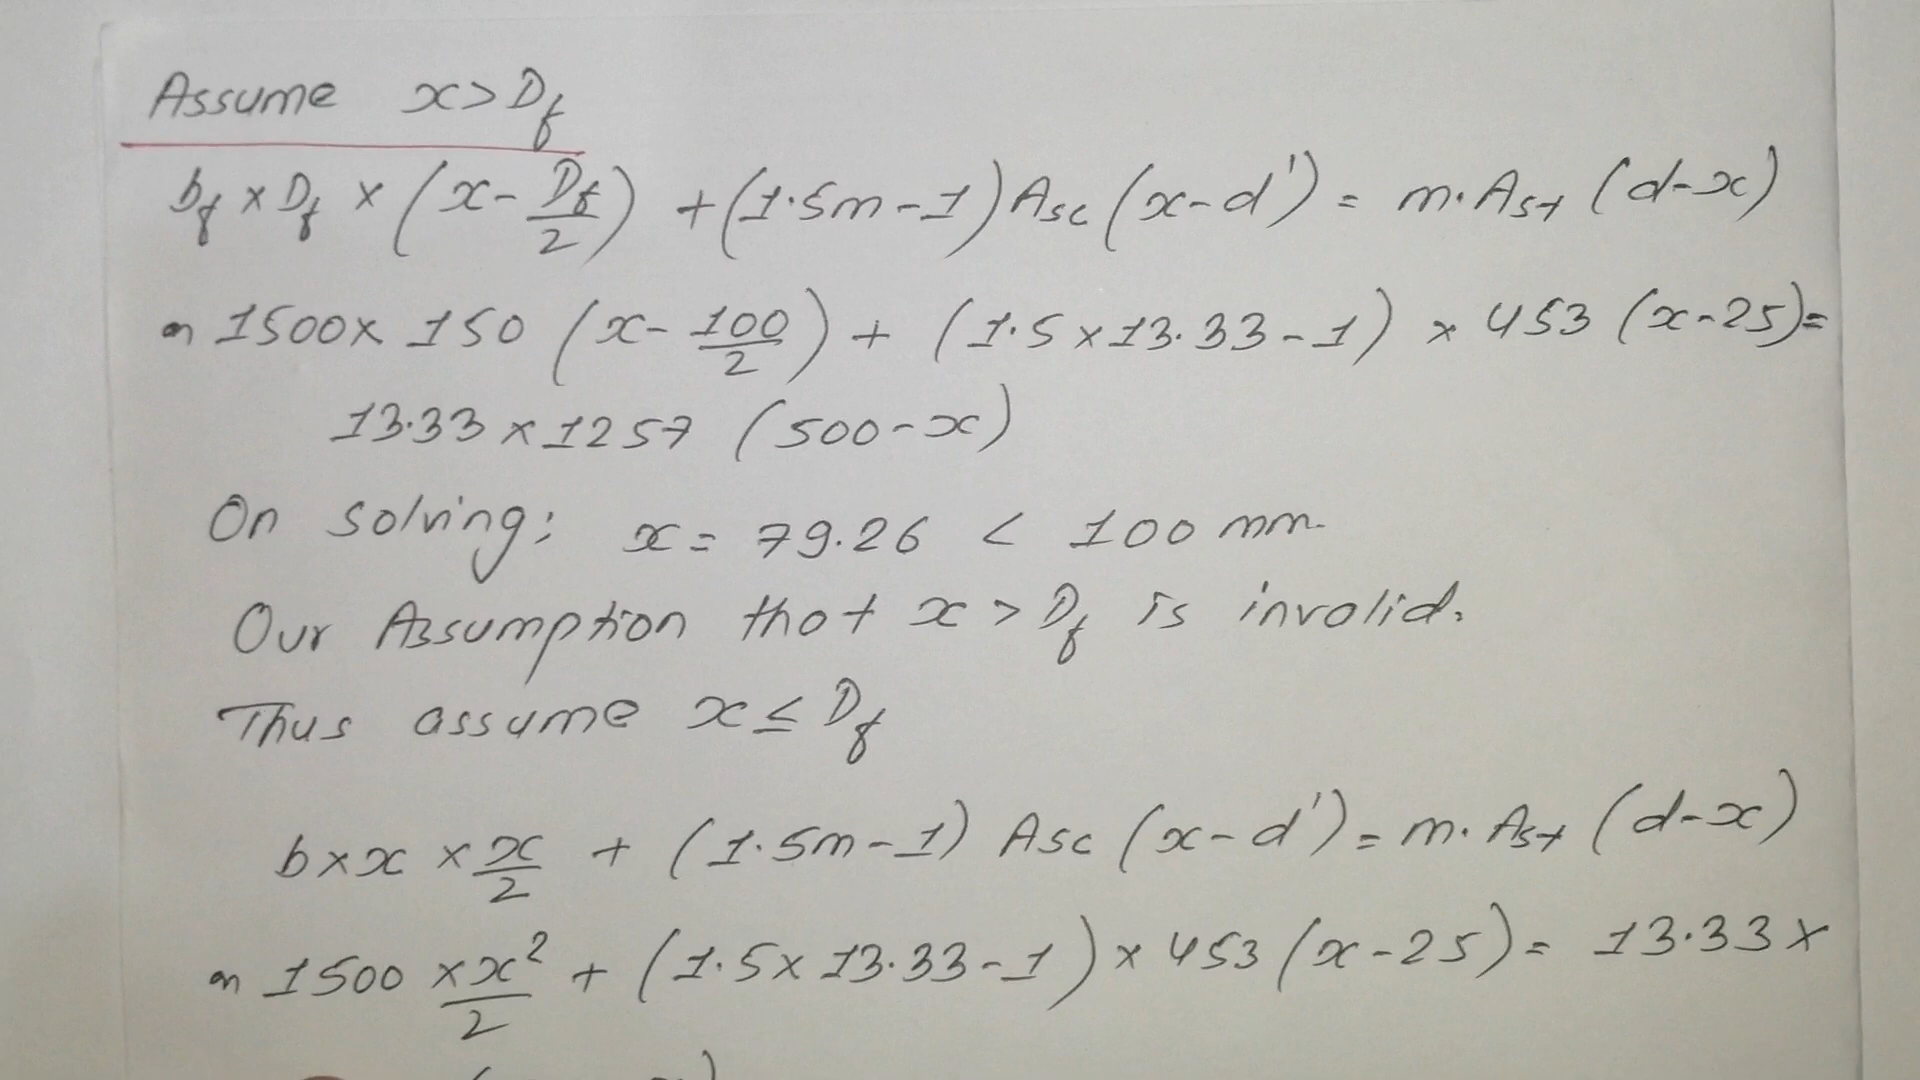 Assume x > Df
bf × Df × (x - Df/2) + (1.5m - 1) Asc (x - d') = m. Ast (d - x)
or 1500 × 150 (x - 100/2) + (1.5 × 13.33 - 1) × 453 (x - 25) =
13.33 × 1257 (500 - x)
On solving; x = 79.26 < 100 mm.
Our Assumption that x > Df is invalid.
Thus assume x ≤ Df
b × x × x/2 + (1.5m - 1) Asc (x - d') = m. Ast (d - x)
or 1500 × x²/2 + (1.5 × 13.33 - 1) × 453 (x - 25) = 13.33 ×